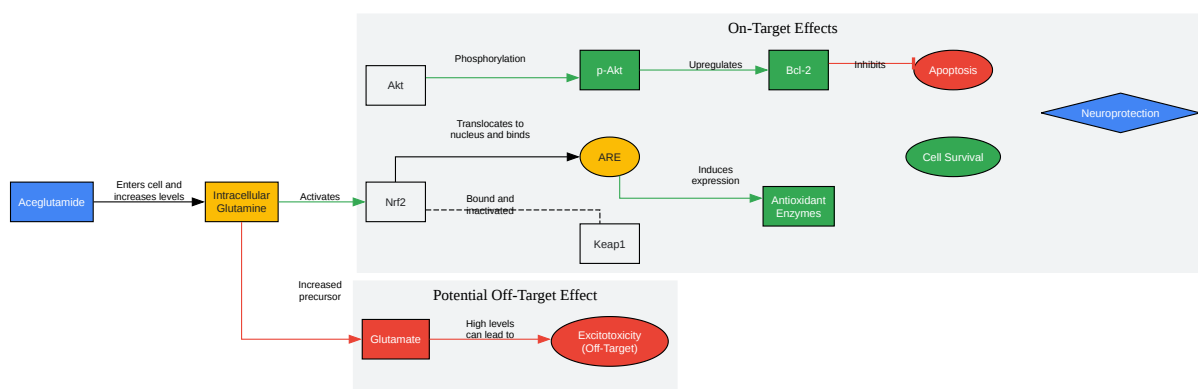 On-Target Effects
Akt
Phosphorylation
p-Akt
Upregulates
Bcl-2
Inhibits
Apoptosis
Neuroprotection
Translocates to
nucleus and binds
ARE
Cell Survival
Aceglutamide
Enters cell and
increases levels
Intracellular
Glutamine
Activates
Nrf2
Bound and
inactivated
Keap1
Induces
expression
Antioxidant
Enzymes
Increased
precursor
Potential Off-Target Effect
Glutamate
High levels
can lead to
Excitotoxicity
(Off-Target)